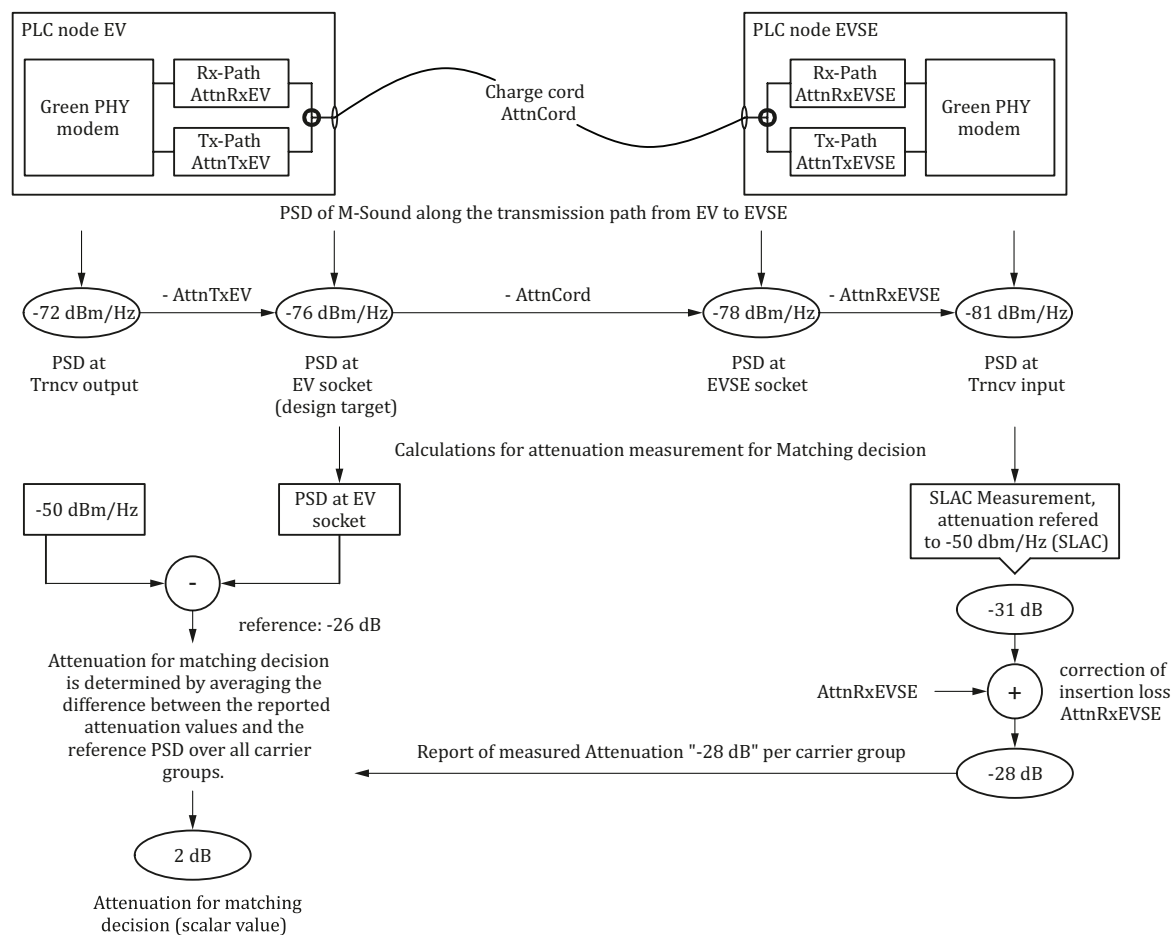 PLC node EV
PLC node EVSE
Green PHY
modem
Rx-Path
AttnRxEV
Tx-Path
AttnTxEV
Charge cord
AttnCord
Rx-Path
AttnRxEVSE
Tx-Path
AttnTxEVSE
Green PHY
modem
PSD of M-Sound along the transmission path from EV to EVSE
-72 dBm/Hz
- AttnTxEV
-76 dBm/Hz
- AttnCord
-78 dBm/Hz
- AttnRxEVSE
-81 dBm/Hz
PSD at
Trncv output
PSD at
EV socket
(design target)
PSD at
EVSE socket
PSD at
Trncv input
Calculations for attenuation measurement for Matching decision
-50 dBm/Hz
PSD at EV
socket
SLAC Measurement,
attenuation refered
to -50 dbm/Hz (SLAC)
-
reference: -26 dB
-31 dB
Attenuation for matching decision
is determined by averaging the
difference between the reported
attenuation values and the
reference PSD over all carrier
groups.
AttnRxEVSE
+
correction of
insertion loss
AttnRxEVSE
Report of measured Attenuation "-28 dB" per carrier group
-28 dB
2 dB
Attenuation for matching
decision (scalar value)